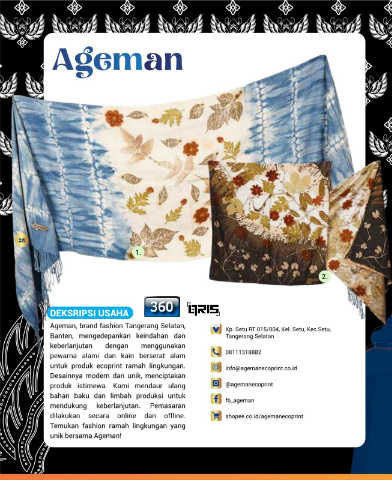 Ageman
1.
2.
DEKSRIPSI USAHA
360
QRIS
Ageman, brand fashion Tangerang Selatan,
Banten, mengedepankan keindahan dan
keberlanjutan dengan menggunakan
pewarna alami dan kain berserat alam
untuk produk ecoprint ramah lingkungan.
Desainnya modern dan unik, menciptakan
produk istimewa. Kami mendaur ulang
bahan baku dan limbah produksi untuk
mendukung keberlanjutan. Pemasaran
dilakukan secara online dan offline.
Temukan fashion ramah lingkungan yang
unik bersama Ageman!
Kp. Setu RT 015/004, Kel. Setu, Kec.Setu,
Tangerang Selatan
info@agemanecoprint.co.id
@agemanecoprint
fb_ageman
shopee.co.id/agemanecoprint